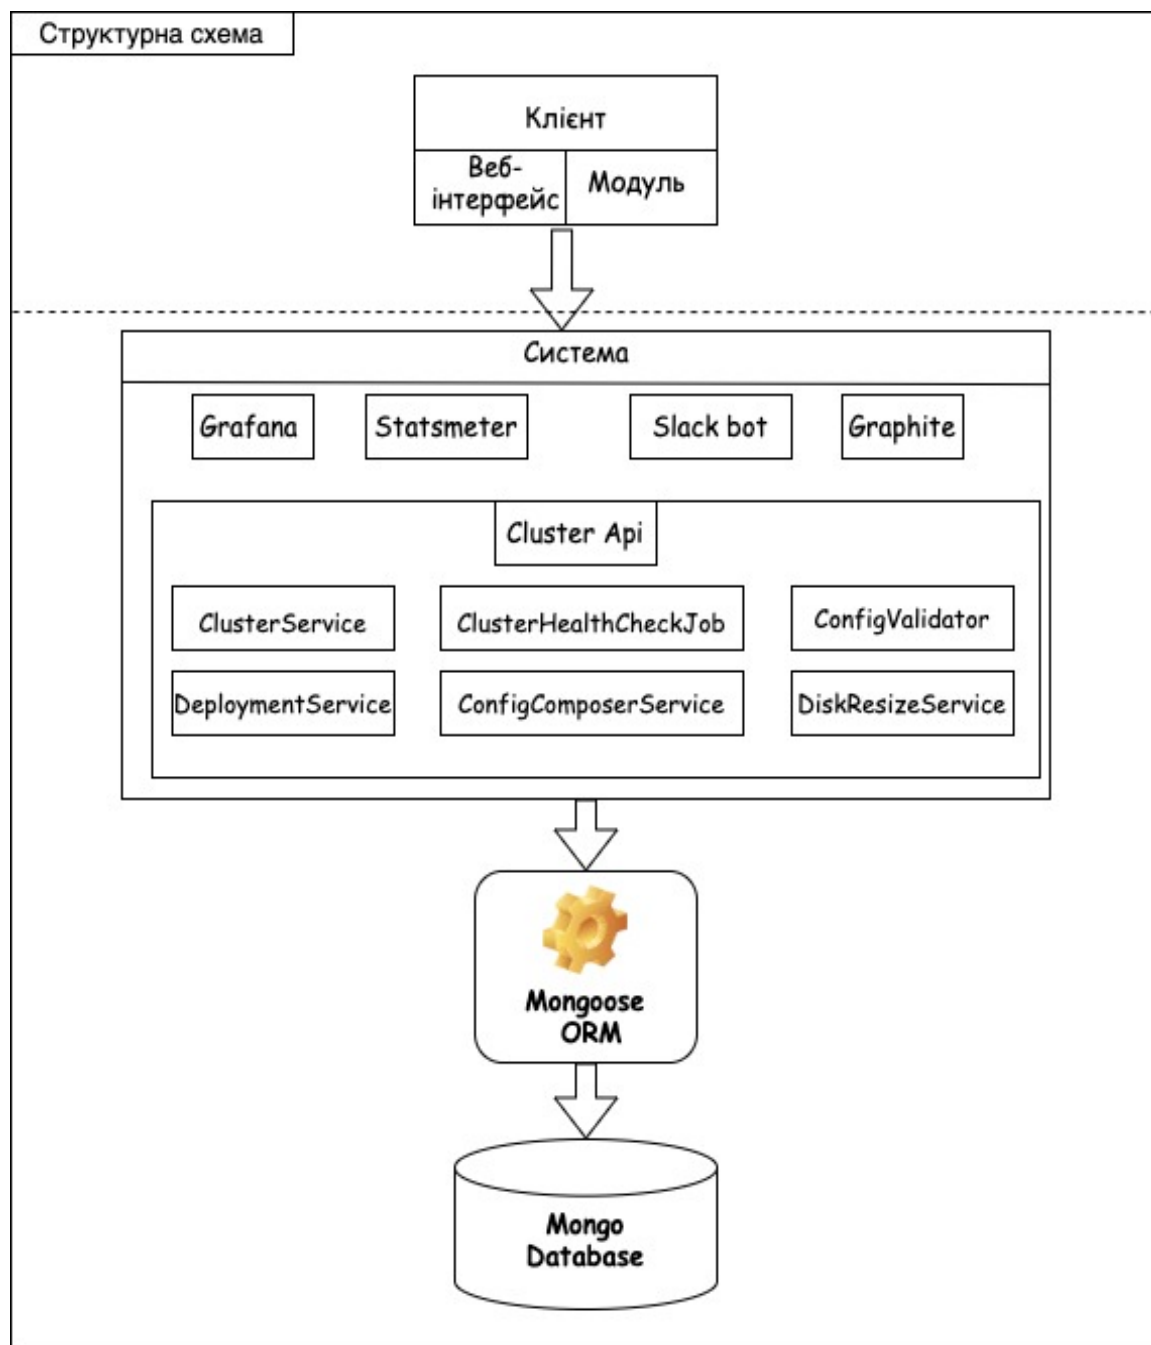 Структурна схема
Клієнт
Веб-
інтерфейс
Модуль
Система
Grafana
Statsmeter
Slack bot
Graphite
Cluster Api
ClusterService
ClusterHealthCheckJob
ConfigValidator
DeploymentService
ConfigComposerService
DiskResizeService
Mongoose
ORM
Mongo
Database